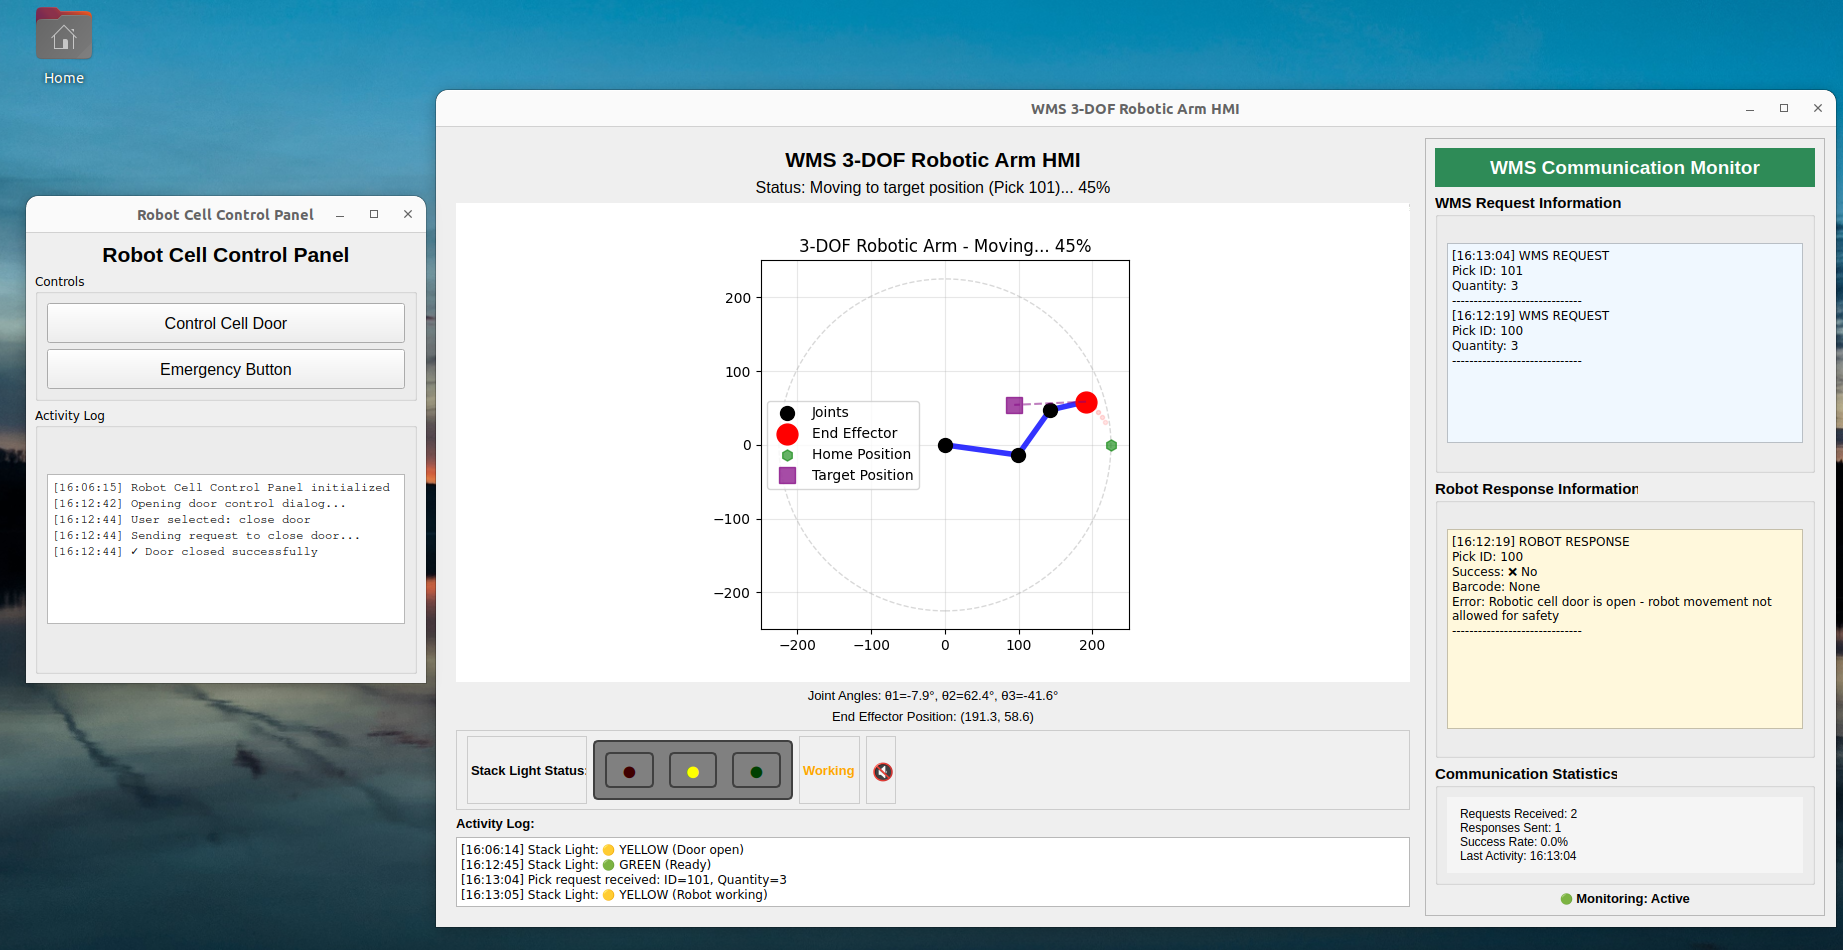 Home
Robot Cell Control Panel
Robot Cell Control Panel
Controls
Control Cell Door
Emergency Button
Activity Log
[16:06:15] Robot Cell Control Panel initialized
[16:12:42] Opening door control dialog...
[16:12:44] User selected: close door
[16:12:44] Sending request to close door...
[16:12:44] ✓ Door closed successfully
WMS 3-DOF Robotic Arm HMI
WMS 3-DOF Robotic Arm HMI
Status: Moving to target position (Pick 101)... 45%
3-DOF Robotic Arm - Moving... 45%
200
100
0
−100
−200
−200
−100
0
100
200
Joints
End Effector
Home Position
Target Position
Joint Angles: θ1=-7.9°, θ2=62.4°, θ3=-41.6°
End Effector Position: (191.3, 58.6)
Stack Light Status:
Working
Activity Log:
[16:06:14] Stack Light: 🟡 YELLOW (Door open)
[16:12:45] Stack Light: 🟢 GREEN (Ready)
[16:13:04] Pick request received: ID=101, Quantity=3
[16:13:05] Stack Light: 🟡 YELLOW (Robot working)
WMS Communication Monitor
WMS Request Information
[16:13:04] WMS REQUEST
Pick ID: 101
Quantity: 3
------------------------------
[16:12:19] WMS REQUEST
Pick ID: 100
Quantity: 3
------------------------------
Robot Response Information
[16:12:19] ROBOT RESPONSE
Pick ID: 100
Success: ❌ No
Barcode: None
Error: Robotic cell door is open - robot movement not
allowed for safety
------------------------------
Communication Statistics
Requests Received: 2
Responses Sent: 1
Success Rate: 0.0%
Last Activity: 16:13:04
🟢 Monitoring: Active